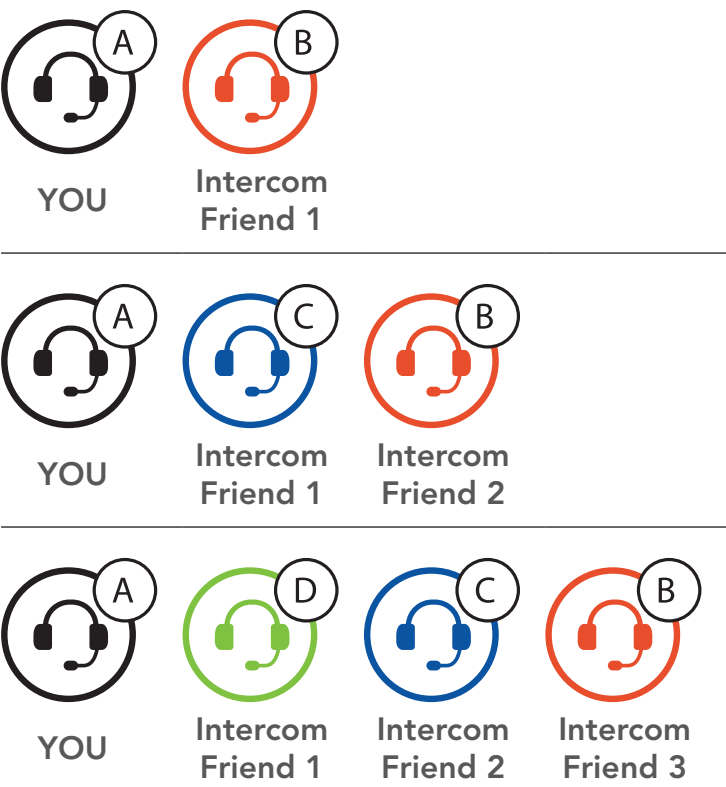 A B
YOU Intercom
Friend 1
A C B
YOU Intercom Intercom
Friend 1 Friend 2
A D C B
YOU Intercom Intercom Intercom
Friend 1 Friend 2 Friend 3